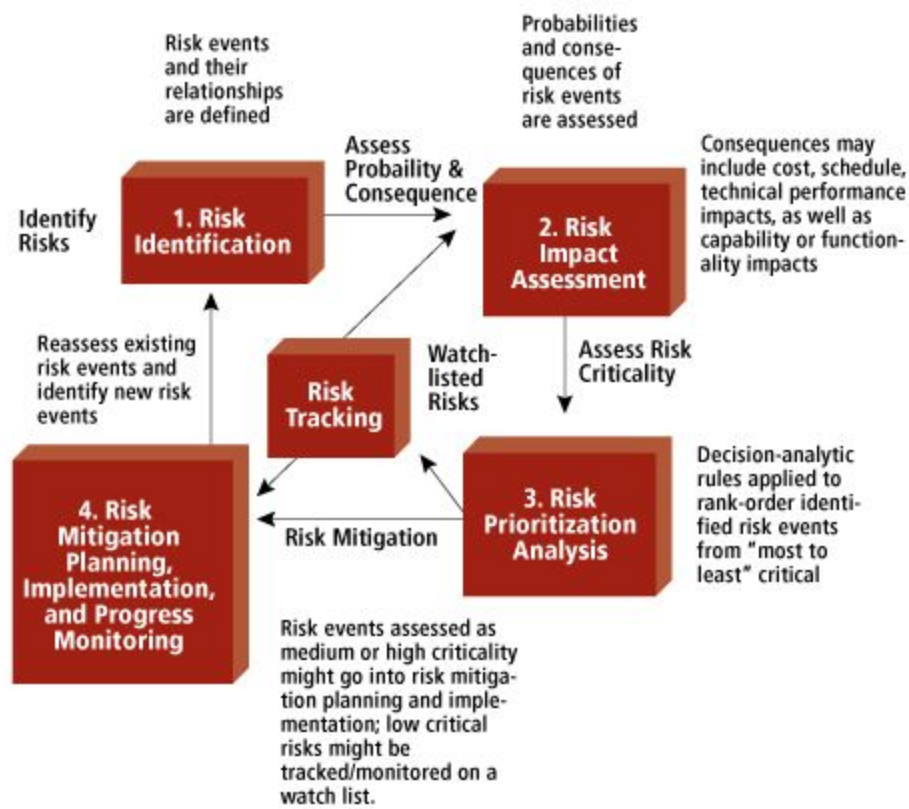 Risk events
and their
relationships
are defined
Probabilities
and conse-
quences of
risk events
are assessed
Assess
Probaility &
Consequence
Consequences may
include cost, schedule,
technical performance
impacts, as well as
capability or function-
ality impacts
Identify
Risks
1. Risk
Identification
2. Risk
Impact
Assessment
Reassess existing
risk events and
identify new risk
events
Risk
Tracking
Watch-
listed
Risks
Assess Risk
Criticality
4. Risk
Mitigation
Planning,
Implementation,
and Progress
Monitoring
Risk Mitigation
3. Risk
Prioritization
Analysis
Decision-analytic
rules applied to
rank-order identi-
fied risk events
from "most to
least" critical
Risk events assessed as
medium or high criticality
might go into risk mitiga-
tion planning and imple-
mentation; low critical
risks might be
tracked/monitored on a
watch list.